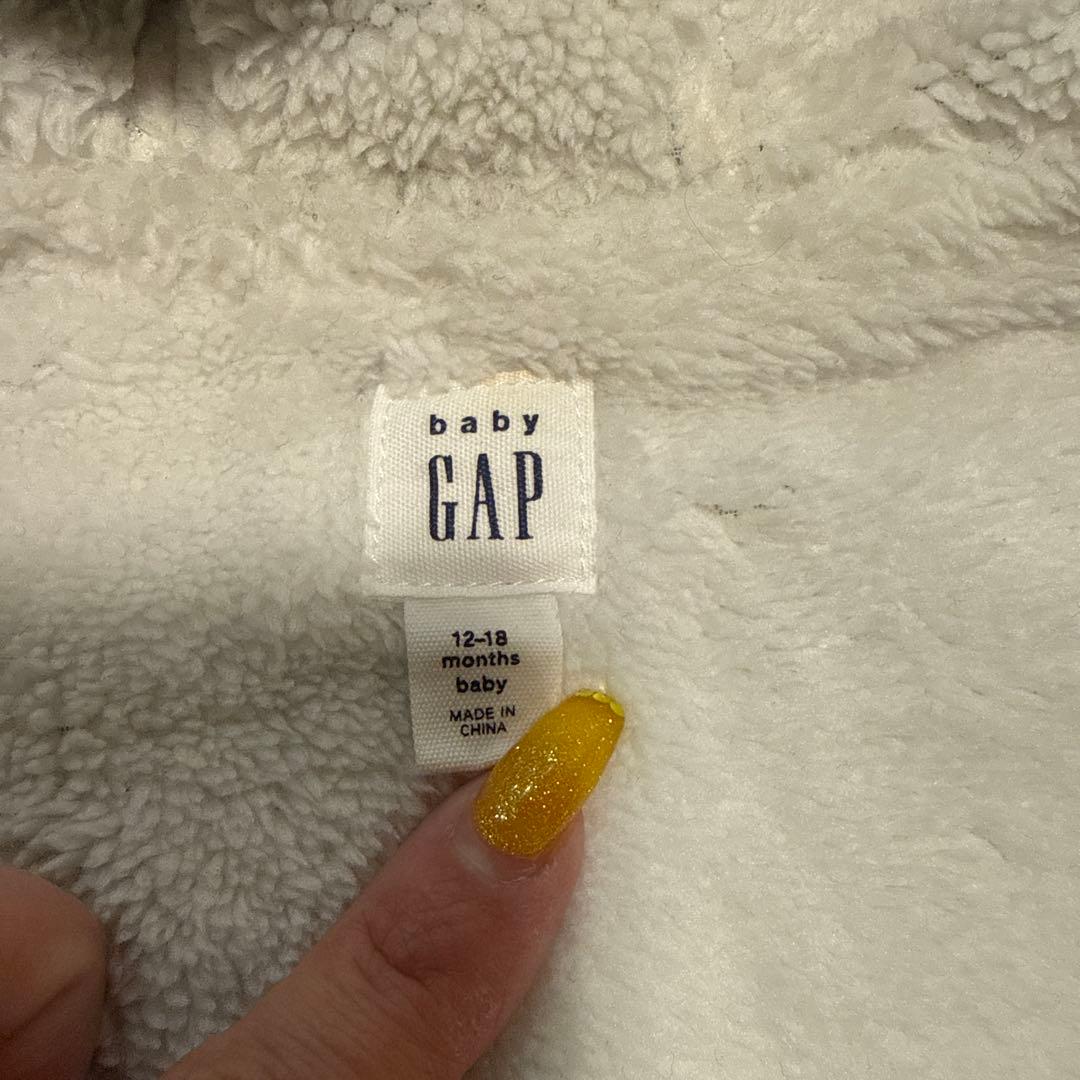 baby
GAP
12-18
months
baby
MADE IN
CHINA